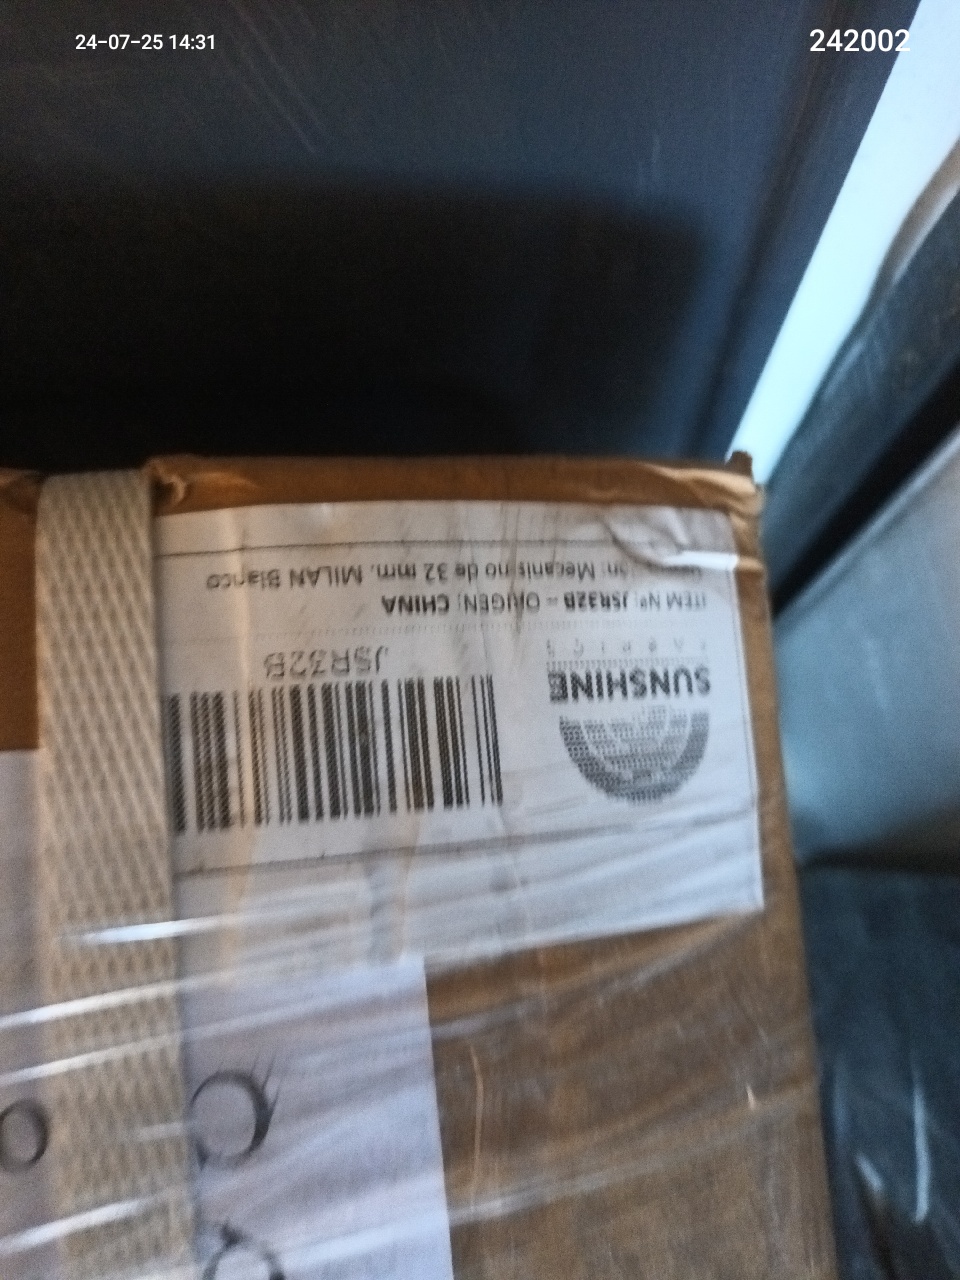 24-07-25 14:31
242002
SUNSHINE
FABRICS
JSR32B
ITEM Nº: JSR32B - ORIGEN: CHINA
Mecanismo de 32 mm. MILAN Blanco